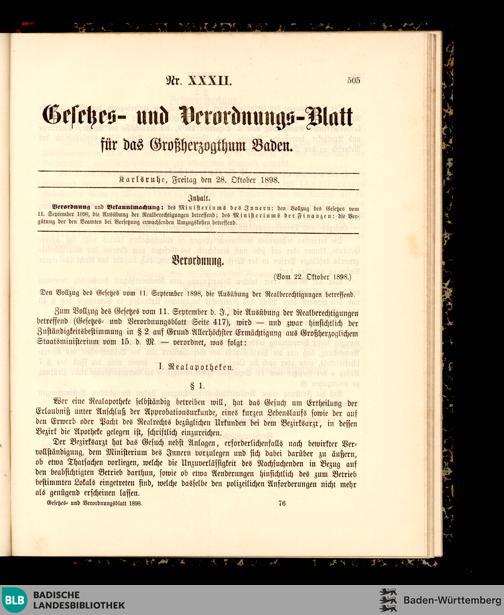 Nr. XXXII. 505
Gesetzes- und Verordnungs-Blatt
für das Großherzogthum Baden.
Karlsruhe, Freitag den 28. Oktober 1898.
Inhalt.
Verordnung und Bekanntmachung: des Ministeriums des Innern: den Vollzug des Gesetzes vom
11. September 1898, die Ausübung der Realberechtigungen betreffend; des Ministeriums der Finanzen: die Ver-
gütung der den Beamten bei Versetzung erwachsenden Umzugskosten betreffend.
Verordnung.
(Vom 22. Oktober 1898.)
Den Vollzug des Gesetzes vom 11. September 1898, die Ausübung der Realberechtigungen betreffend.
Zum Vollzug des Gesetzes vom 11. September d. J., die Ausübung der Realberechtigungen
betreffend (Gesetzes- und Verordnungsblatt Seite 417), wird — und zwar hinsichtlich der
Zuständigkeitsbestimmung in § 2 auf Grund Allerhöchster Ermächtigung aus Großherzoglichem
Staatsministerium vom 15. d. M. — verordnet, was folgt:
I. Realapotheken.
§ 1.
Wer eine Realapotheke selbständig betreiben will, hat das Gesuch um Ertheilung der
Erlaubniß unter Anschluß der Approbationsurkunde, eines kurzen Lebenslaufs sowie der auf
den Erwerb oder Pacht des Realrechts bezüglichen Urkunden bei dem Bezirksarzt, in dessen
Bezirk die Apotheke gelegen ist, schriftlich einzureichen.
Der Bezirksarzt hat das Gesuch nebst Anlagen, erforderlichenfalls nach bewirkter Ver-
vollständigung, dem Ministerium des Innern vorzulegen und sich dabei darüber zu äußern,
ob etwa Thatsachen vorliegen, welche die Unzuverlässigkeit des Nachsuchenden in Bezug auf
den beabsichtigten Betrieb darthun, sowie ob etwa Aenderungen hinsichtlich des zum Betrieb
bestimmten Lokals eingetreten sind, welche dasselbe den polizeilichen Anforderungen nicht mehr
als genügend erscheinen lassen.
Gesetzes- und Verordnungsblatt 1898. 76
BLB BADISCHE
LANDESBIBLIOTHEK
Baden-Württemberg